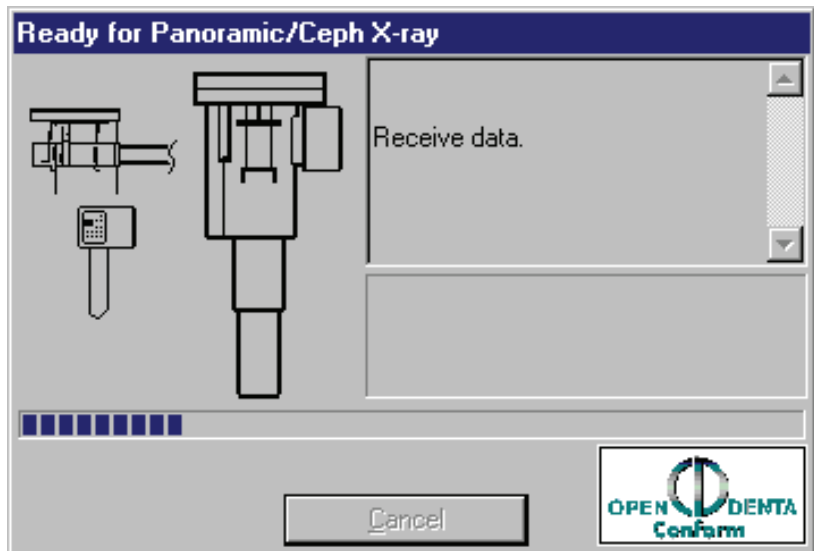 Ready for Panoramic/Ceph X-ray
Receive data.
Cancel
OPEN DENTA
Conform